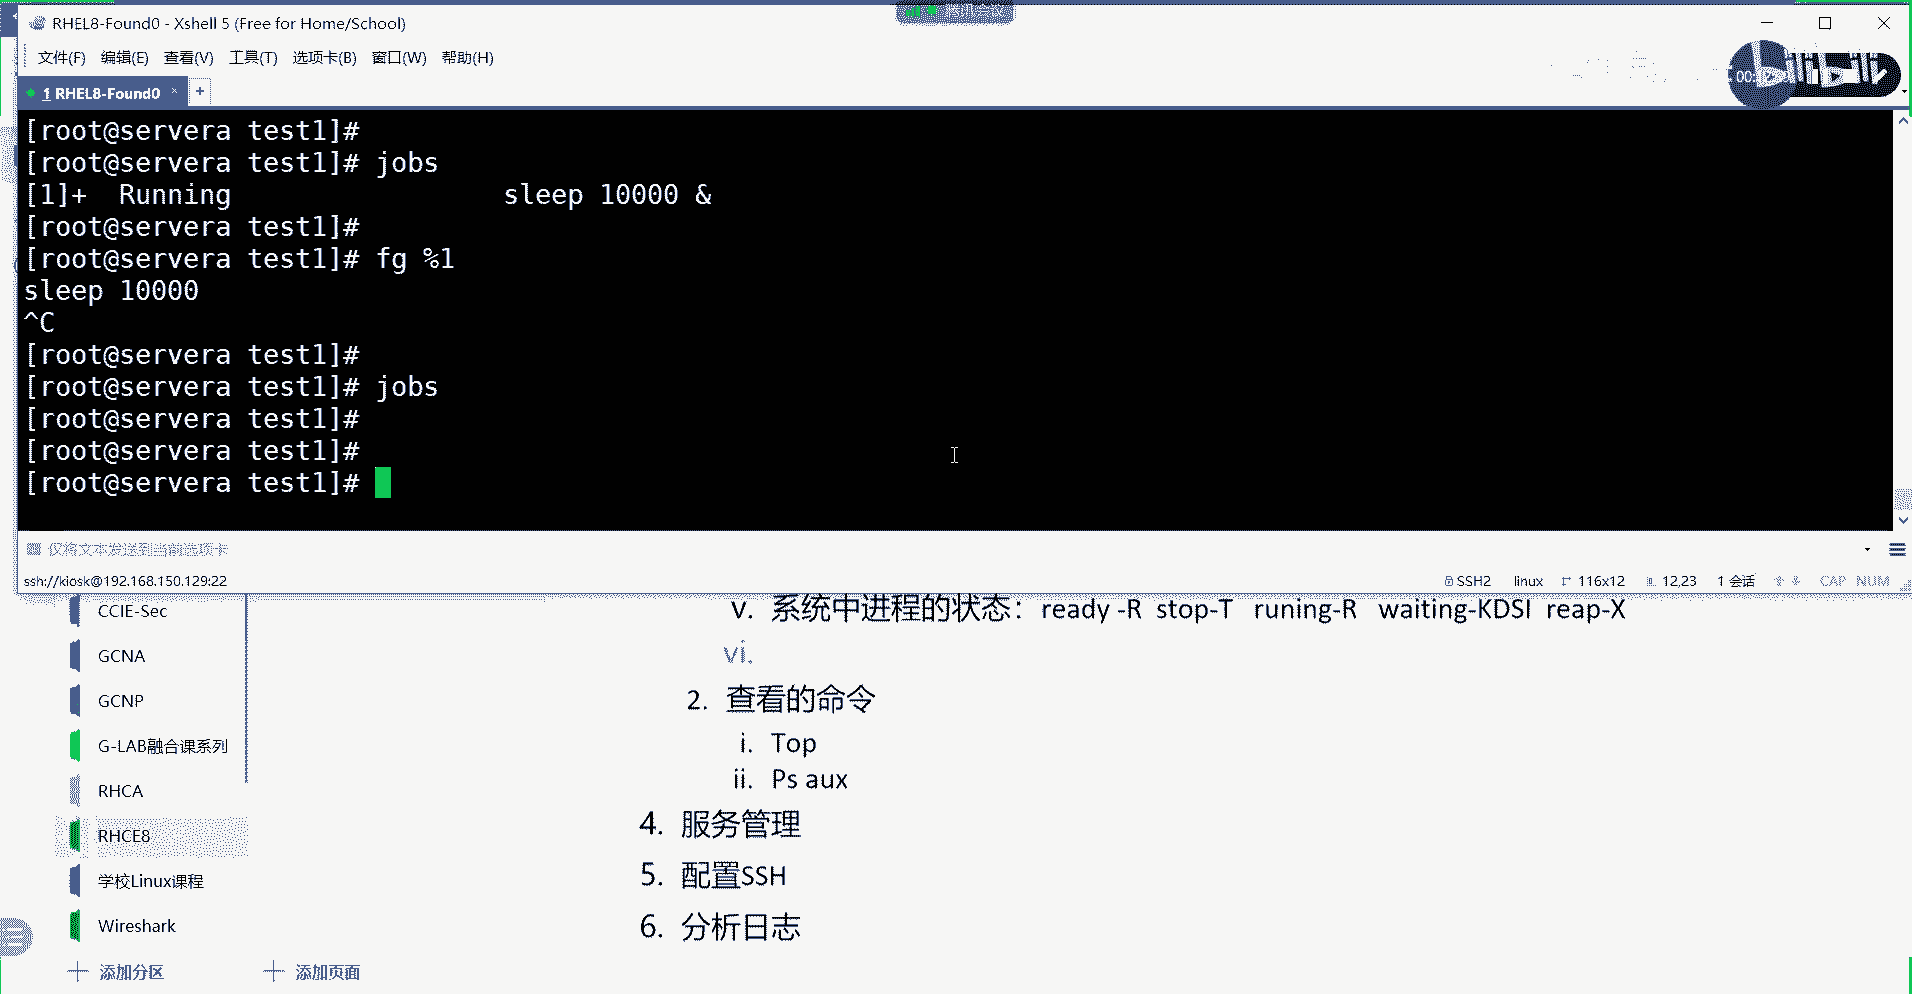 RHEL8-Found0 - Xshell 5 (Free for Home/School)
文件(F) 编辑(E) 查看(V) 工具(T) 选项卡(B) 窗口(W) 帮助(H)
1 RHEL8-Found0 × +
[root@servera test1]#
[root@servera test1]# jobs
[1]+  Running                 sleep 10000 &
[root@servera test1]#
[root@servera test1]# fg %1
sleep 10000
^C
[root@servera test1]#
[root@servera test1]# jobs
[root@servera test1]#
[root@servera test1]#
[root@servera test1]#
仅将文本发送到当前选项卡
ssh://kiosk@192.168.150.129:22 SSH2 linux 116x12 12,23 1 会话 CAP NUM
CCIE-Sec
GCNA
GCNP
G-LAB融合课系列
RHCA
RHCE8
学校Linux课程
Wireshark
添加分区 添加页面
v. 系统中进程的状态：ready -R stop-T runing-R waiting-KDSI reap-X
vi.
2. 查看的命令
i. Top
ii. Ps aux
4. 服务管理
5. 配置SSH
6. 分析日志